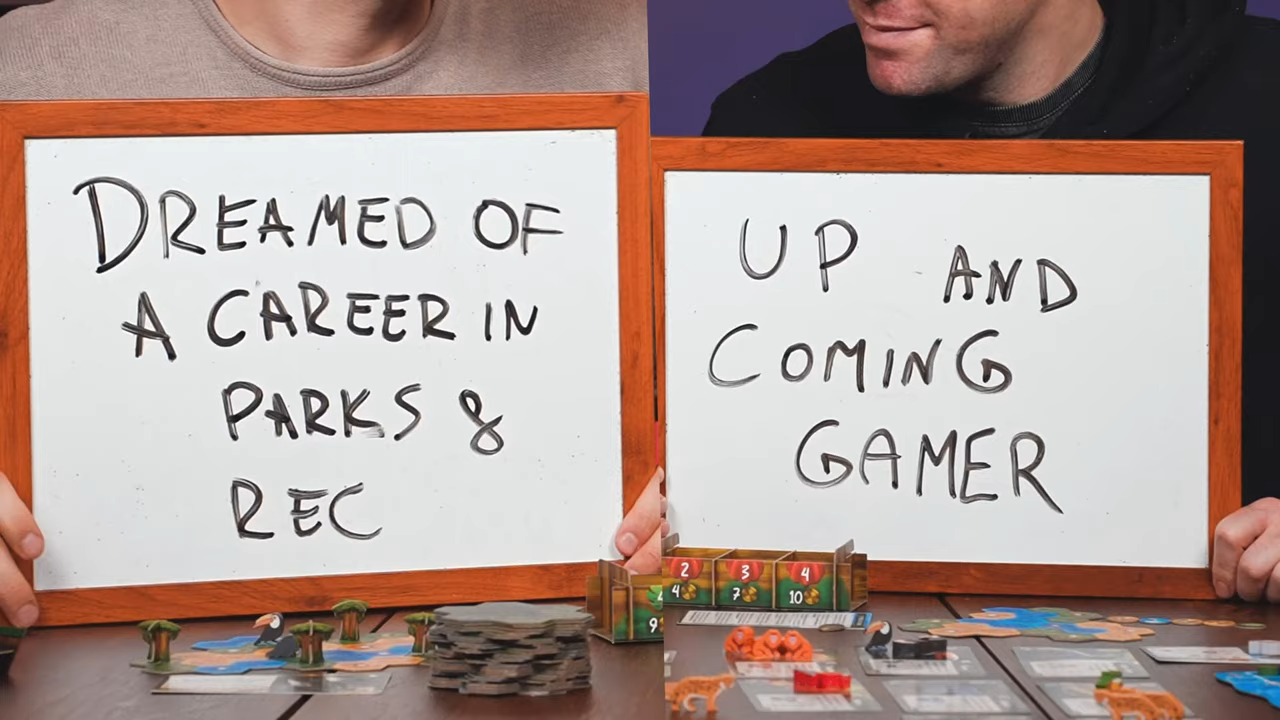 DREAMED OF
A CAREER IN
PARKS &
REC
UP AND
COMING
GAMER
2 3 4
4 7 10
9